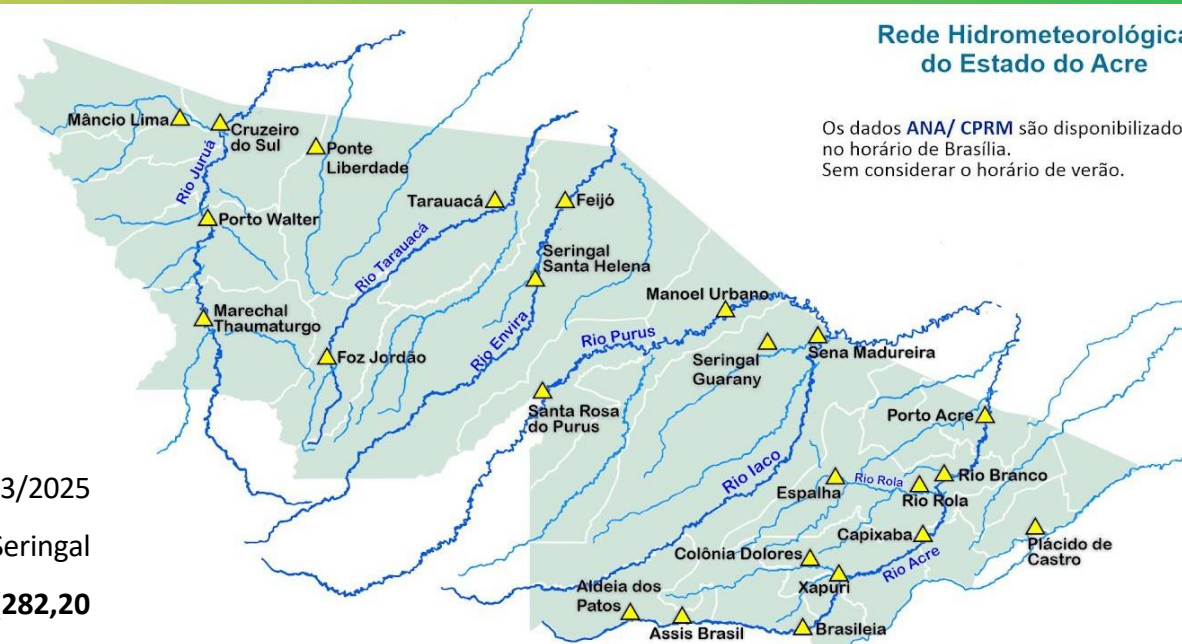 Rede Hidrometeorológica
do Estado do Acre
Os dados ANA/ CPRM são disponibilizado
no horário de Brasília.
Sem considerar o horário de verão.
Mâncio Lima
Cruzeiro
do Sul
Ponte
Liberdade
Rio Juruá
Porto Walter
Tarauacá
Feijó
Rio Tarauacá
Seringal
Santa Helena
Marechal
Thaumaturgo
Foz Jordão
Rio Envira
Manoel Urbano
Rio Purus
Seringal
Guarany
Sena Madureira
Santa Rosa
do Purus
Porto Acre
Rio Iaco
Espalha
Rio Rola
Rio Rola
Rio Branco
Capixaba
Plácido de
Castro
Colônia Dolores
Rio Acre
Xapuri
Aldeia dos
Patos
Assis Brasil
Brasileia
3/2025
Seringal
282,20